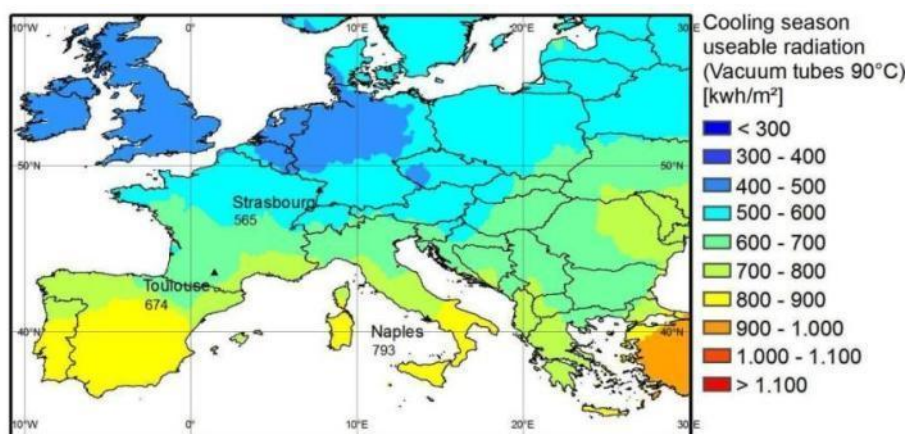 10°W
0°
10°E
20°E
30°E
50°N
50°N
Strasbourg
565
Toulouse
674
Naples
793
40°N
40°N
10°W
0°
10°E
20°E
30°E
Cooling season
useable radiation
(Vacuum tubes 90°C)
[kwh/m²]
< 300
300 - 400
400 - 500
500 - 600
600 - 700
700 - 800
800 - 900
900 - 1.000
1.000 - 1.100
> 1.100